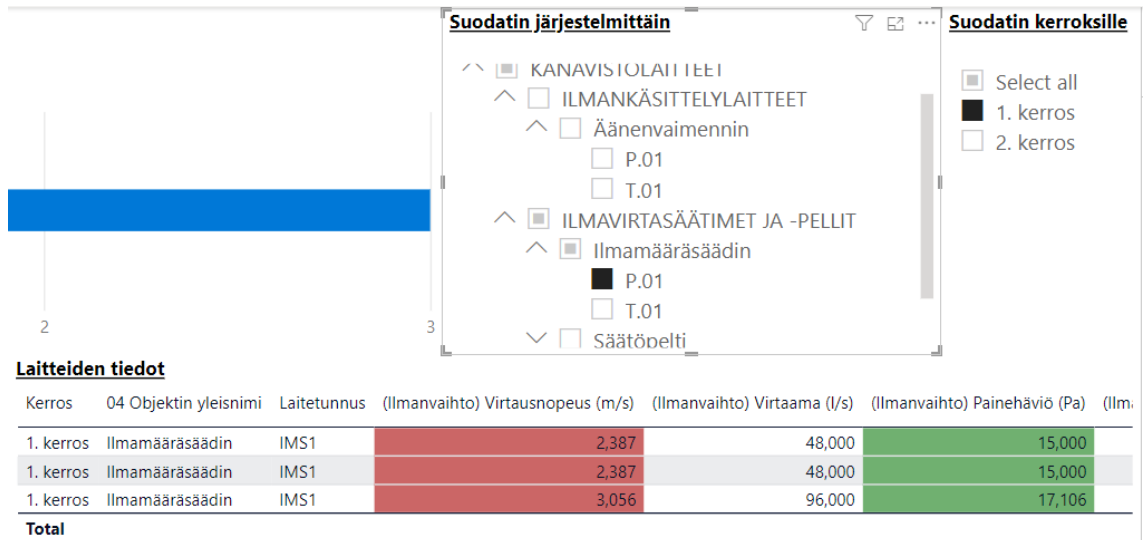 Suodatin järjestelmittäin
Suodatin kerroksille
KANAVISTOLAITTEET
ILMANKÄSITTELYLAITTEET
Äänenvaimennin
P.01
T.01
ILMAVIRTASÄÄTIMET JA -PELLIT
Ilmamääräsäädin
P.01
T.01
Säätöpelti
Select all
1. kerros
2. kerros
2
3
Laitteiden tiedot
Kerros 04 Objektin yleisnimi Laitetunnus (Ilmanvaihto) Virtausnopeus (m/s) (Ilmanvaihto) Virtaama (l/s) (Ilmanvaihto) Painehäviö (Pa) (Ilm
1. kerros Ilmamääräsäädin IMS1 2,387 48,000 15,000
1. kerros Ilmamääräsäädin IMS1 2,387 48,000 15,000
1. kerros Ilmamääräsäädin IMS1 3,056 96,000 17,106
Total